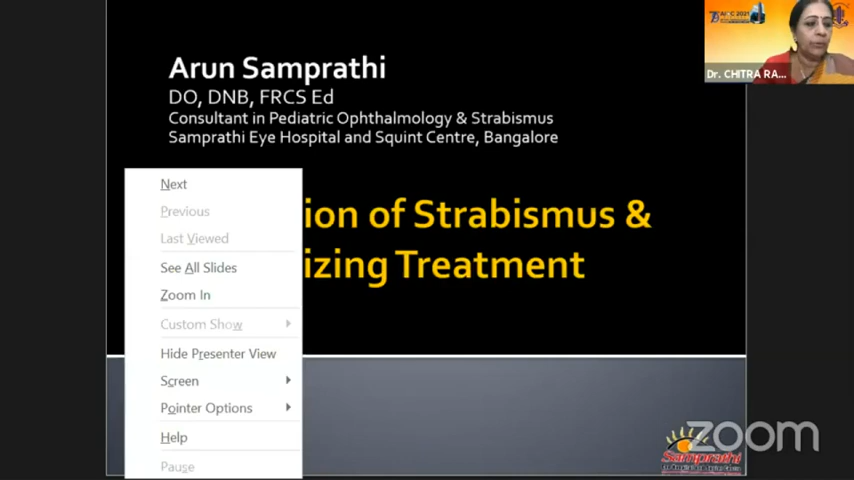 Arun Samprathi
DO, DNB, FRCS Ed
Consultant in Pediatric Ophthalmology & Strabismus
Samprathi Eye Hospital and Squint Centre, Bangalore
ion of Strabismus &
izing Treatment
Next
Previous
Last Viewed
See All Slides
Zoom In
Custom Show
Hide Presenter View
Screen
Pointer Options
Help
Pause
Dr. CHITRA RA...
2021
Samprathi
zoom